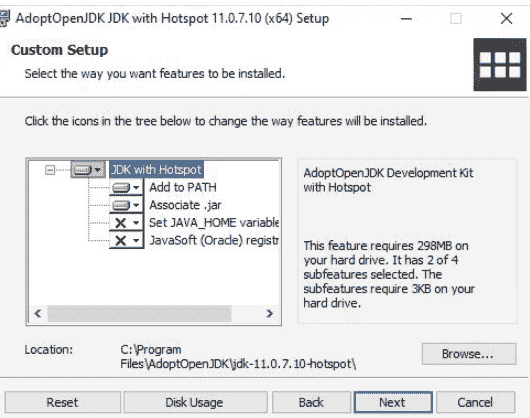 AdoptOpenJDK JDK with Hotspot 11.0.7.10 (x64) Setup
Custom Setup
Select the way you want features to be installed.
Click the icons in the tree below to change the way features will be installed.
JDK with Hotspot
Add to PATH
Associate .jar
Set JAVA_HOME variable
JavaSoft (Oracle) registr
AdoptOpenJDK Development Kit
with Hotspot
This feature requires 298MB on
your hard drive. It has 2 of 4
subfeatures selected. The
subfeatures require 3KB on your
hard drive.
Location:
C:\Program
Files\AdoptOpenJDK\jdk-11.0.7.10-hotspot\
Browse...
Reset
Disk Usage
Back
Next
Cancel